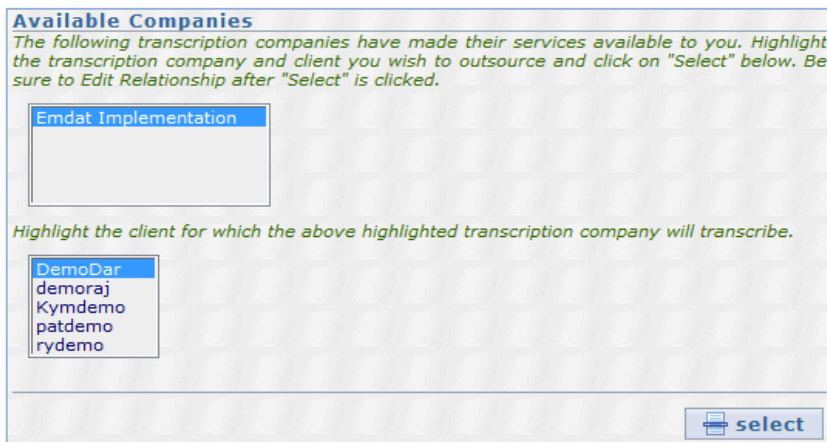 Available Companies
The following transcription companies have made their services available to you. Highlight
the transcription company and client you wish to outsource and click on "Select" below. Be
sure to Edit Relationship after "Select" is clicked.
Emdat Implementation
Highlight the client for which the above highlighted transcription company will transcribe.
DemoDar
demoraj
Kymdemo
patdemo
rydemo
select